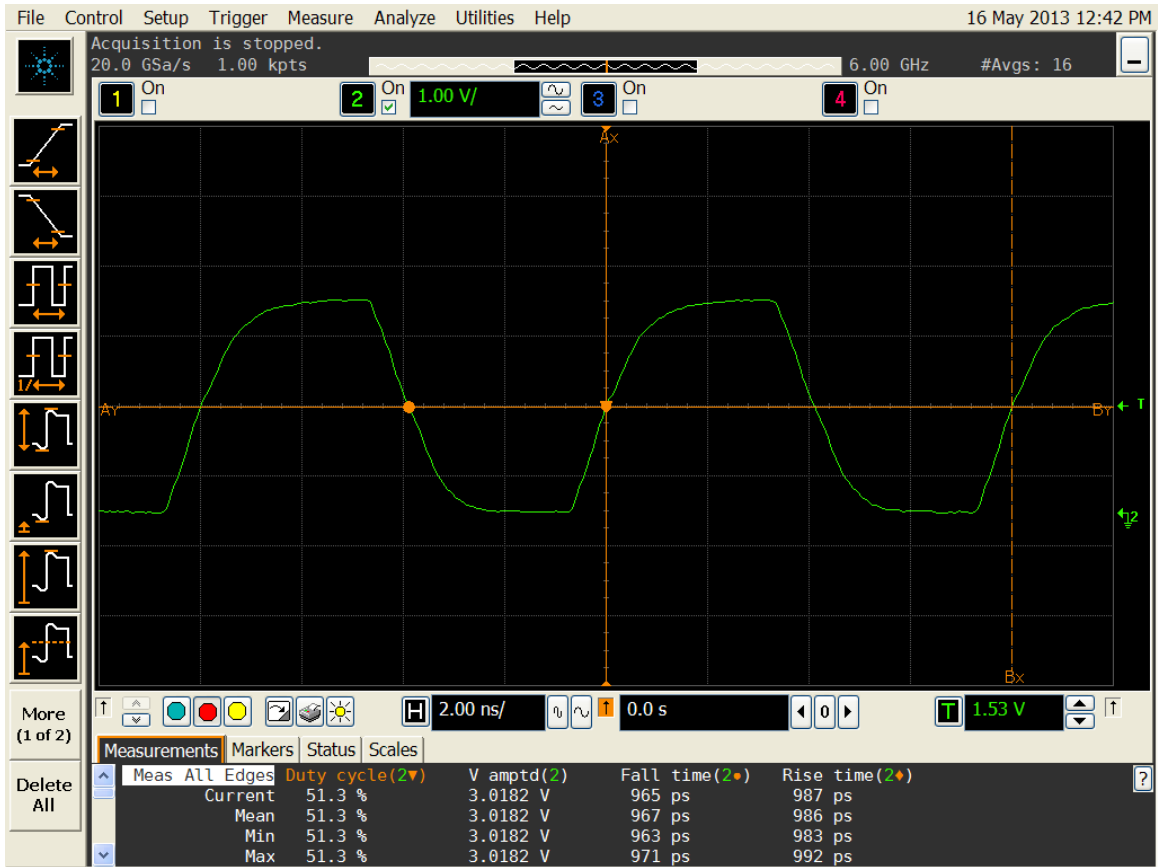 File Control Setup Trigger Measure Analyze Utilities Help 16 May 2013 12:42 PM
Acquisition is stopped.
20.0 GSa/s 1.00 kpts 6.00 GHz #Avgs: 16
1 On 2 On 1.00 V/ 3 On 4 On
Ax
AY BY T
2
1/
Bx
More
(1 of 2)
H 2.00 ns/ 0.0 s 0 T 1.53 V
Measurements Markers Status Scales
Delete
All
Meas All Edges Duty cycle(2▼) V amptd(2) Fall time(2●) Rise time(2♦) ?
Current 51.3 % 3.0182 V 965 ps 987 ps
Mean 51.3 % 3.0182 V 967 ps 986 ps
Min 51.3 % 3.0182 V 963 ps 983 ps
Max 51.3 % 3.0182 V 971 ps 992 ps